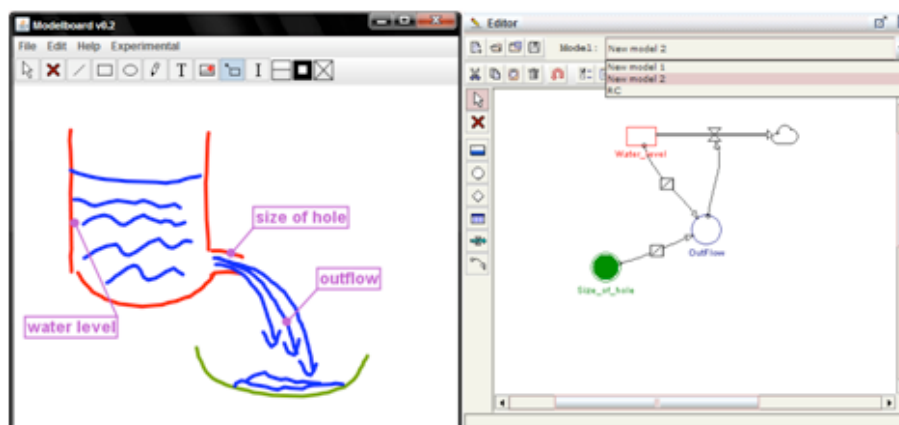 Modelboard v0.2
File Edit Help Experimental
T
size of hole
outflow
water level
Editor
Model: New model 2
New model 1
New model 2
RC
Water_level
OutFlow
Size_of_hole